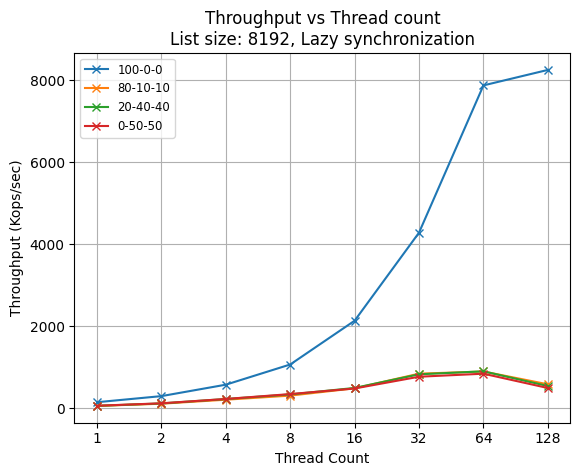 Throughput vs Thread count
List size: 8192, Lazy synchronization
100-0-0
80-10-10
20-40-40
0-50-50
Throughput (Kops/sec)
8000
6000
4000
2000
0
1 2 4 8 16 32 64 128
Thread Count